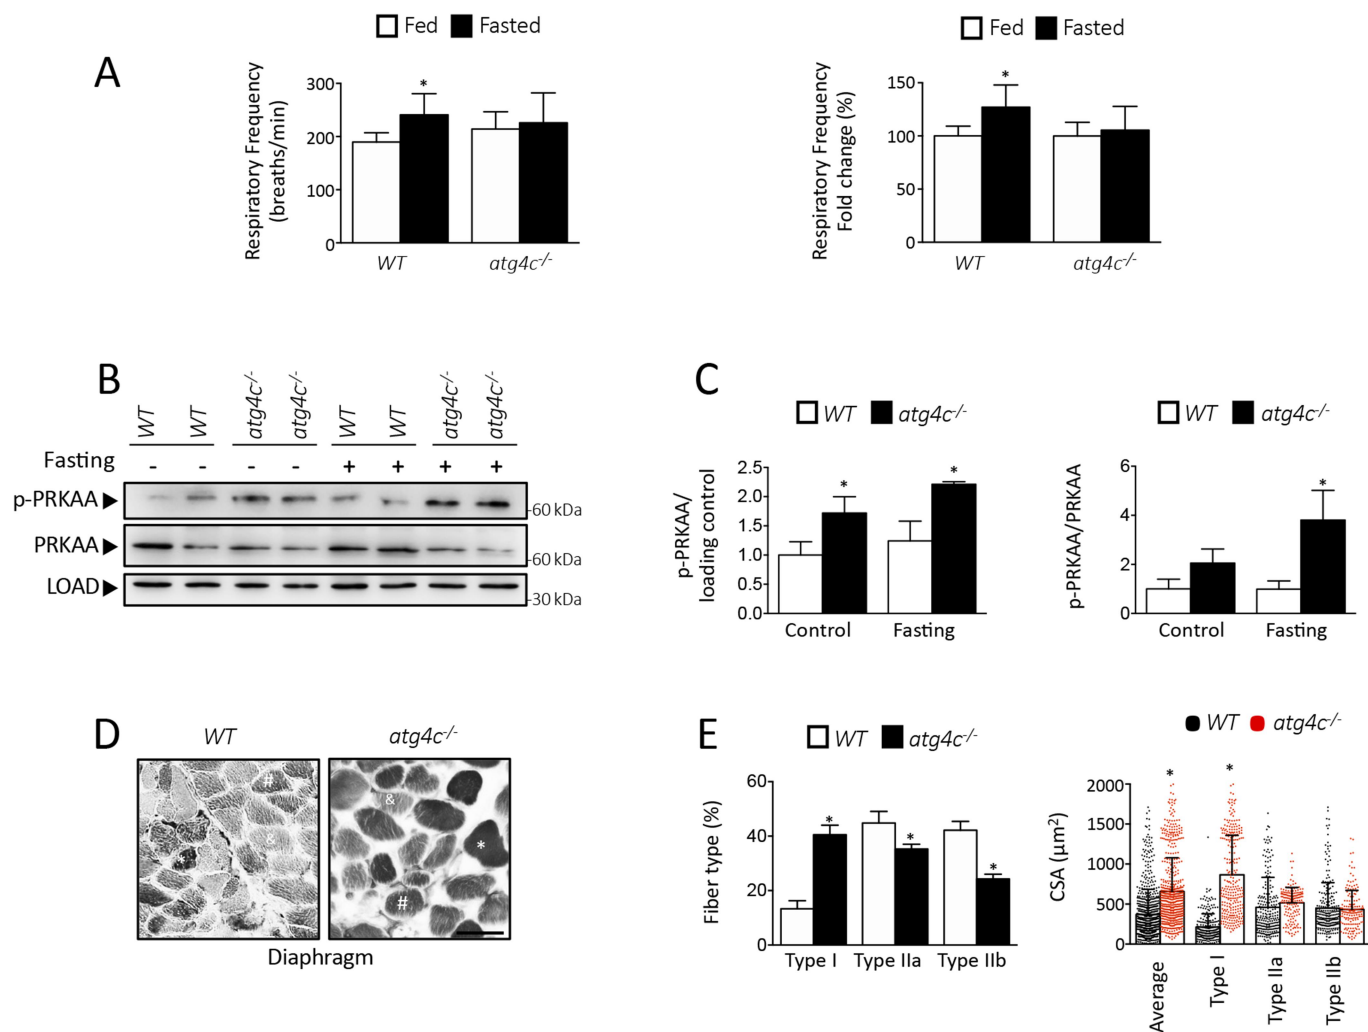 A
Fed Fasted
Respiratory Frequency
(breaths/min)
300
200
100
0
*
WT atg4c-/-
Fed Fasted
Respiratory Frequency
Fold change (%)
150
100
50
0
*
WT atg4c-/-
B
WT WT atg4c-/- atg4c-/- WT WT atg4c-/- atg4c-/-
Fasting - - - - + + + +
p-PRKAA -60 kDa
PRKAA -60 kDa
LOAD -30 kDa
C
WT atg4c-/-
p-PRKAA/
loading control
2.5
2.0
1.5
1.0
0.5
0.0
* *
Control Fasting
WT atg4c-/-
p-PRKAA/PRKAA
6
4
2
0
*
Control Fasting
D
WT atg4c-/-
#
&
*
#
Diaphragm
E
WT atg4c-/-
Fiber type (%)
60
40
20
0
* * *
Type I Type IIa Type IIb
WT atg4c-/-
CSA (µm2)
2000
1500
1000
500
0
* *
Average Type I Type IIa Type IIb